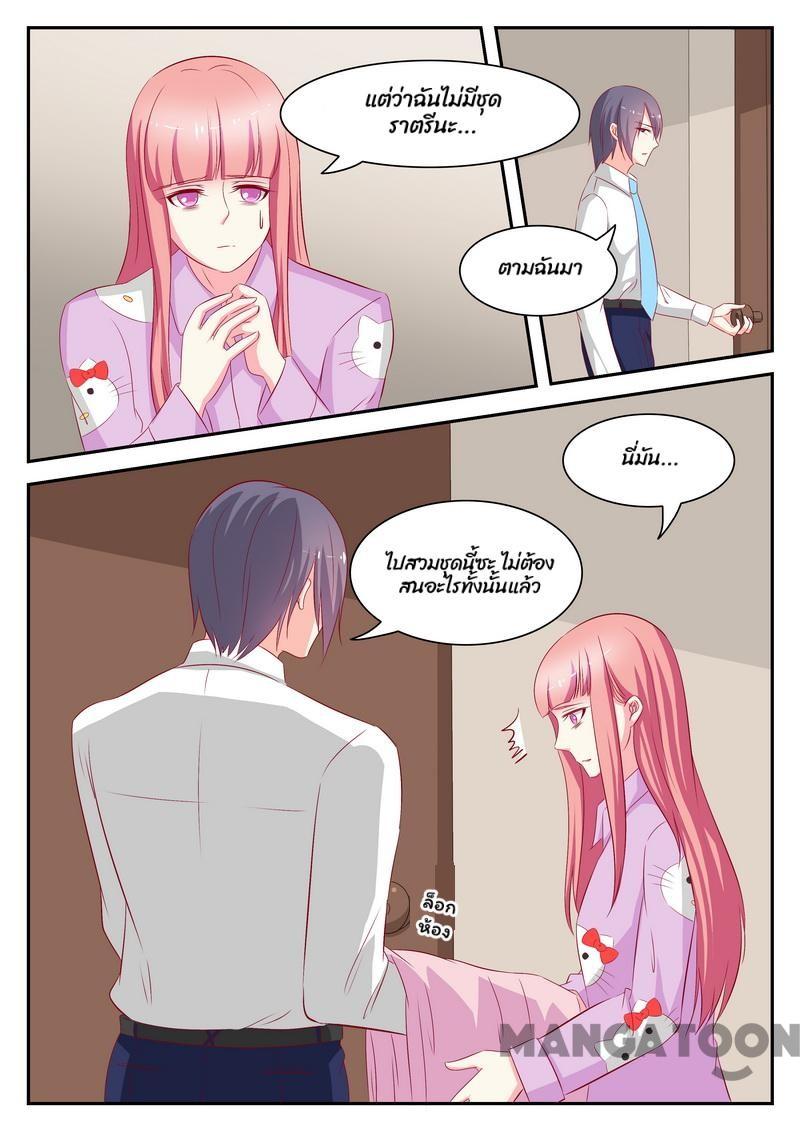 แต่ว่าฉันไม่มีชุด
ราตรีนะ...
ตามฉันมา
นี่มัน...
ไปสวมชุดนี้ซะ ไม่ต้อง
สนอะไรทั้งนั้นแล้ว
ล็อก
ห้อง
MANGATOON